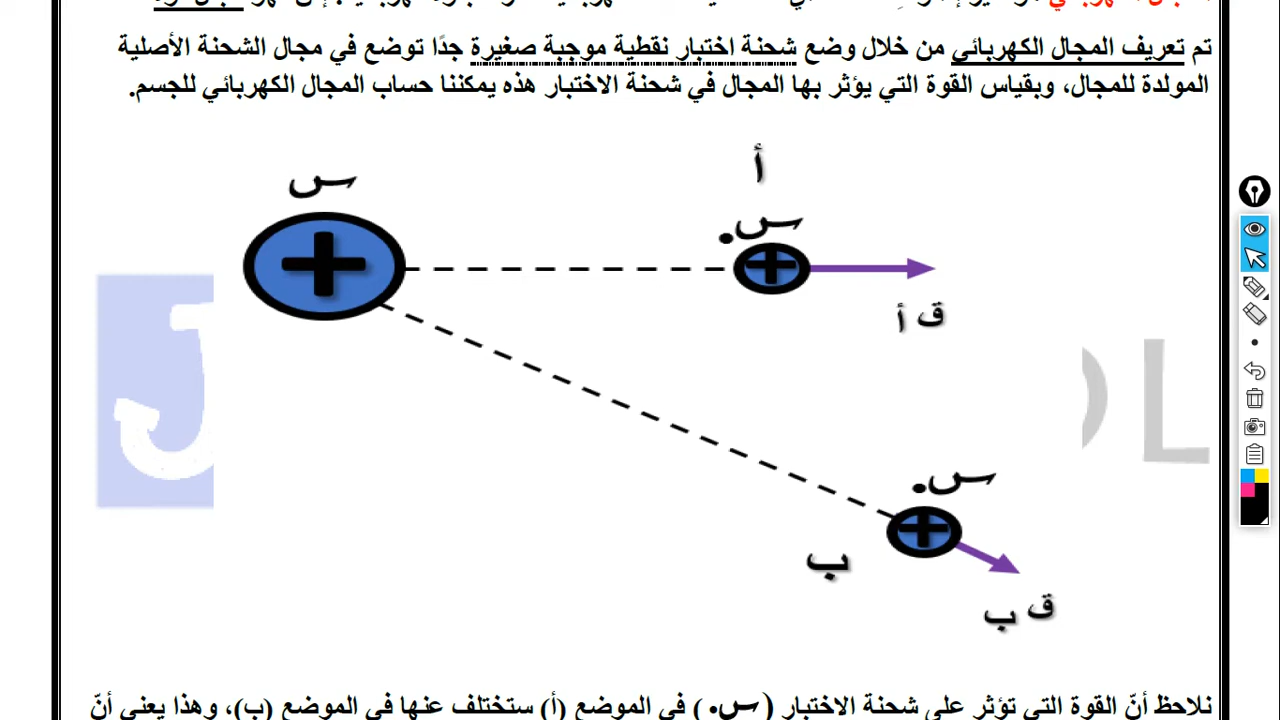 تم تعريف المجال الكهربائي من خلال وضع شحنة اختبار نقطية موجبة صغيرة جدًا توضع في مجال الشحنة الأصلية
المولدة للمجال، وبقياس القوة التي يؤثر بها المجال في شحنة الاختبار هذه يمكننا حساب المجال الكهربائي للجسم.
أ
س
س.
ق أ
س.
ب
ق ب
نلاحظ أنّ القوة التي تؤثر على شحنة الاختبار (س.) في الموضع (أ) ستختلف عنها في الموضع (ب)، وهذا يعني أنّ